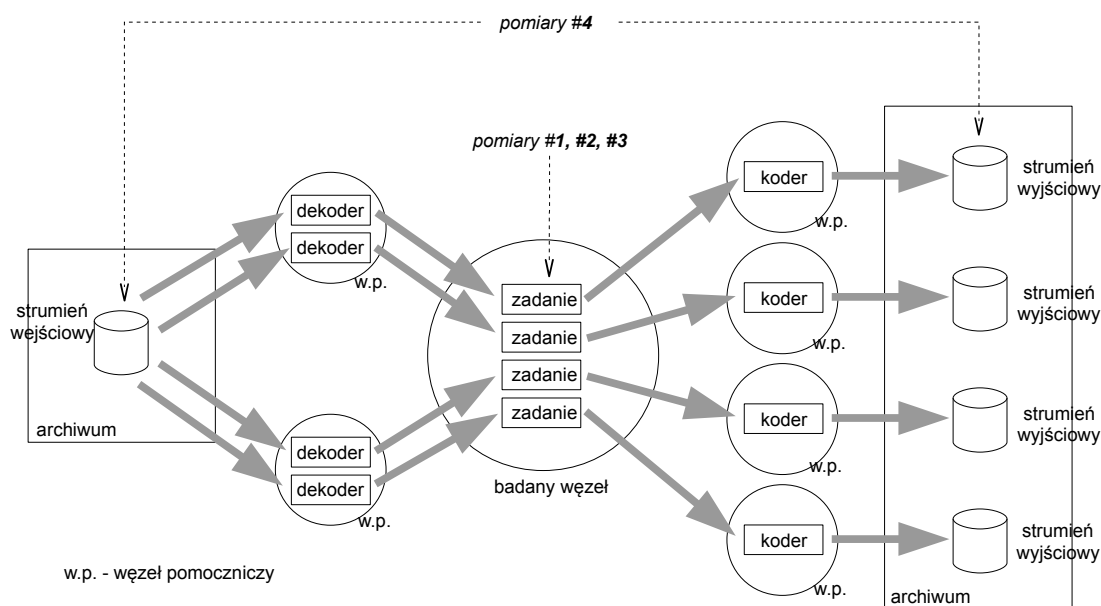 pomiary #4
pomiary #1, #2, #3
strumień
wejściowy
archiwum
dekoder
dekoder
w.p.
dekoder
dekoder
w.p.
zadanie
zadanie
zadanie
zadanie
badany węzeł
koder
w.p.
koder
w.p.
koder
w.p.
koder
w.p.
strumień
wyjściowy
strumień
wyjściowy
strumień
wyjściowy
strumień
wyjściowy
archiwum
w.p. - węzeł pomoczniczy